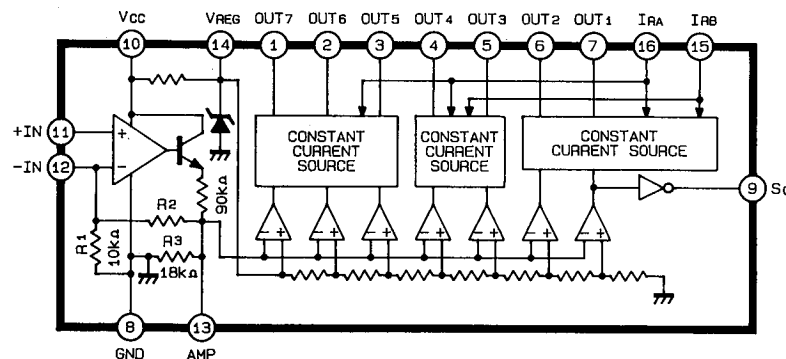 VCC VREG OUT7 OUT6 OUT5 OUT4 OUT3 OUT2 OUT1 IRA IRB
10 14 1 2 3 4 5 6 7 16 15
+IN 11
-IN 12
+
-
CONSTANT CURRENT SOURCE
CONSTANT CURRENT SOURCE
CONSTANT CURRENT SOURCE
9
90kΩ
R2
R1
10kΩ
R3
18kΩ
- + - + - + - + - + - + - +
8 13
GND AMP